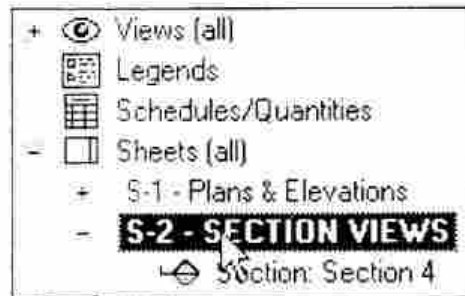 Views (all)
Legends
Schedules/Quantities
Sheets (all)
S-1 - Plans & Elevations
S-2 - SECTION VIEWS
Section: Section 4